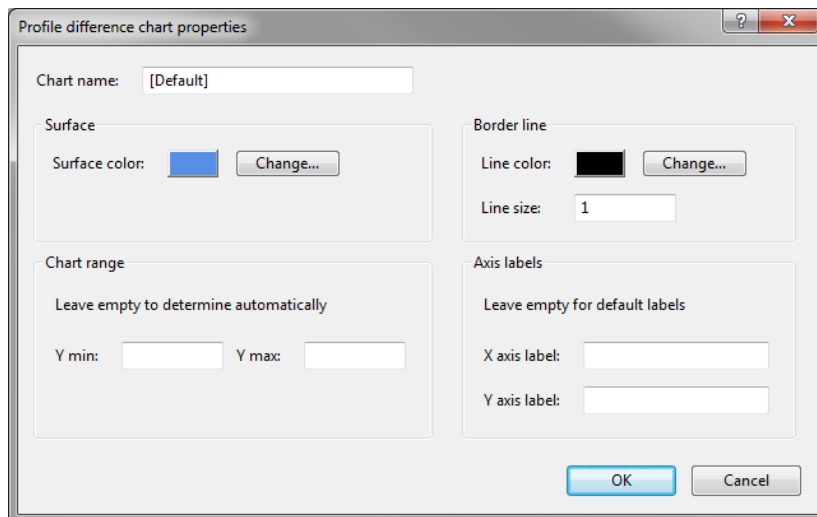 Profile difference chart properties
?
Chart name: [Default]
Surface
Surface color: Change...
Border line
Line color: Change...
Line size: 1
Chart range
Leave empty to determine automatically
Y min: Y max:
Axis labels
Leave empty for default labels
X axis label:
Y axis label:
OK Cancel